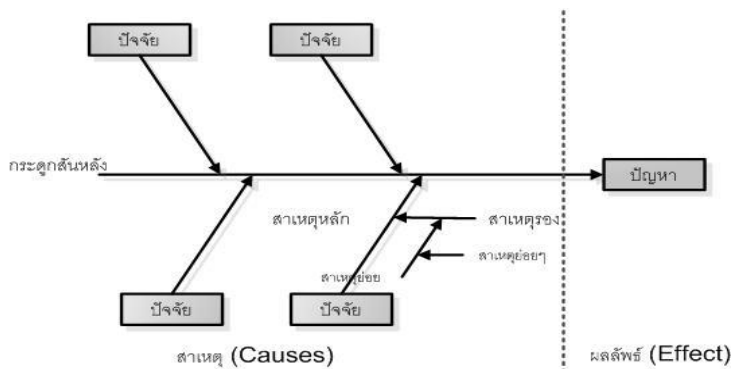 ปัจจัย
ปัจจัย
กระดูกสันหลัง
ปัญหา
สาเหตุหลัก
สาเหตุรอง
สาเหตุย่อยๆ
สาเหตุย่อย
ปัจจัย
ปัจจัย
สาเหตุ (Causes)
ผลลัพธ์ (Effect)